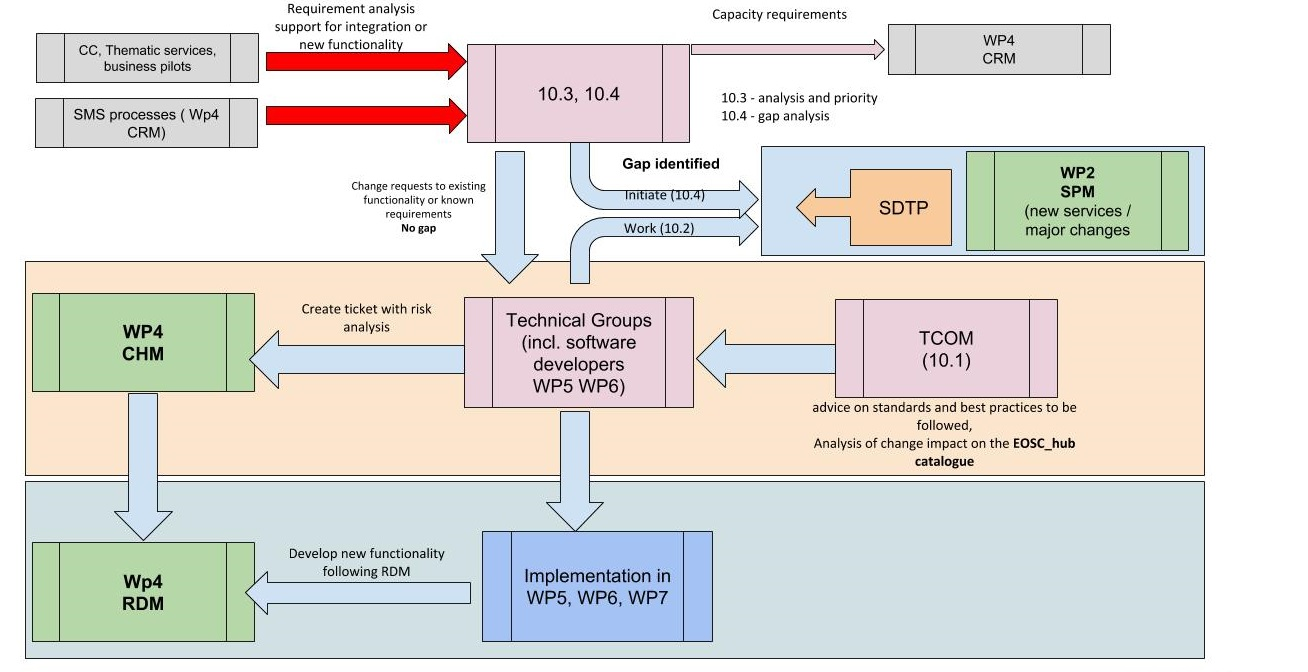 Requirement analysis
support for integration or
new functionality
Capacity requirements
CC, Thematic services,
business pilots
WP4
CRM
10.3, 10.4
SMS processes ( Wp4
CRM)
10.3 - analysis and priority
10.4 - gap analysis
Gap identified
Initiate (10.4)
Work (10.2)
Change requests to existing
functionality or known
requirements
No gap
SDTP
WP2
SPM
(new services /
major changes
WP4
CHM
Create ticket with risk
analysis
Technical Groups
(incl. software
developers
WP5 WP6)
TCOM
(10.1)
advice on standards and best practices to be
followed,
Analysis of change impact on the EOSC_hub
catalogue
Wp4
RDM
Develop new functionality
following RDM
Implementation in
WP5, WP6, WP7